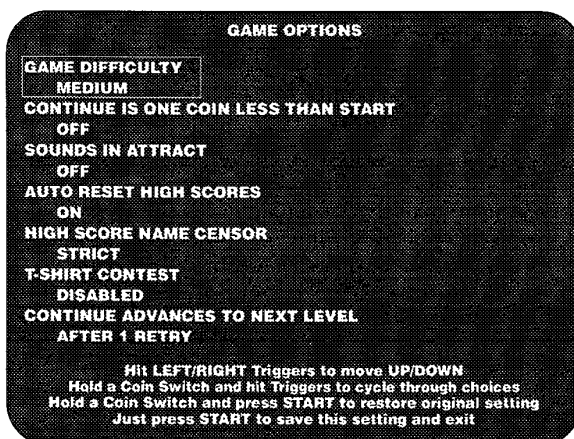 GAME OPTIONS
GAME DIFFICULTY
MEDIUM
CONTINUE IS ONE COIN LESS THAN START
OFF
SOUNDS IN ATTRACT
OFF
AUTO RESET HIGH SCORES
ON
HIGH SCORE NAME CENSOR
STRICT
T-SHIRT CONTEST
DISABLED
CONTINUE ADVANCES TO NEXT LEVEL
AFTER 1 RETRY
Hit LEFT/RIGHT Triggers to move UP/DOWN
Hold a Coin Switch and hit Triggers to cycle through choices
Hold a Coin Switch and press START to restore original setting
Just press START to save this setting and exit